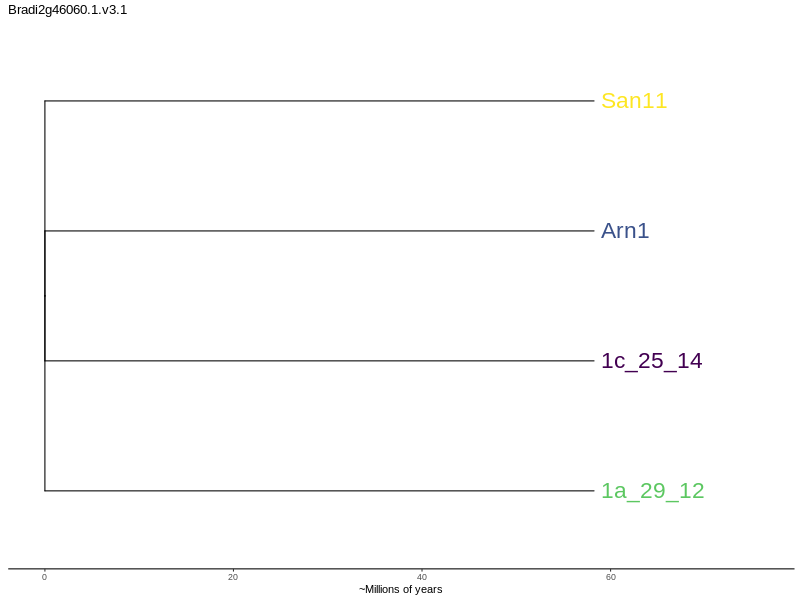 Bradi2g46060.1.v3.1
San11
Arn1
1c_25_14
1a_29_12
0 20 40 60
~Millions of years